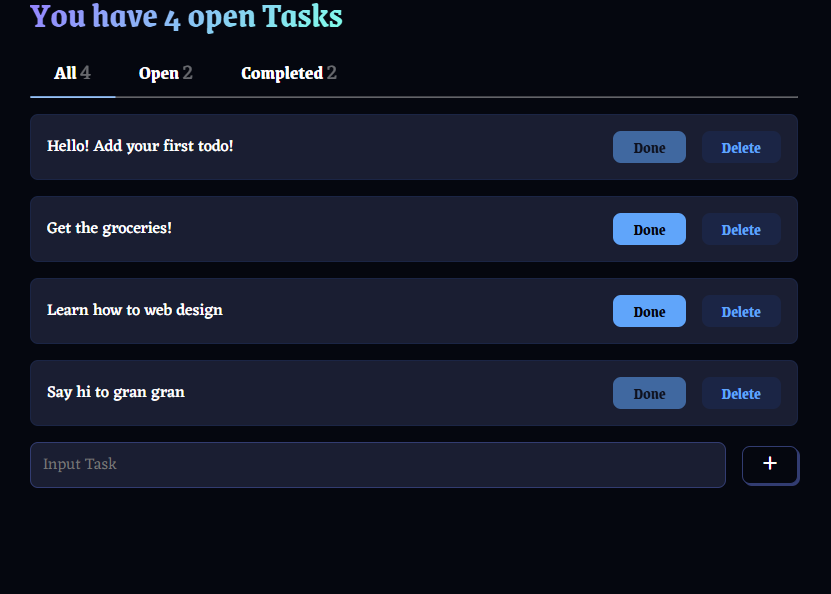 You have 4 open Tasks
All 4 Open 2 Completed 2
Hello! Add your first todo! Done Delete
Get the groceries! Done Delete
Learn how to web design Done Delete
Say hi to gran gran Done Delete
Input Task +